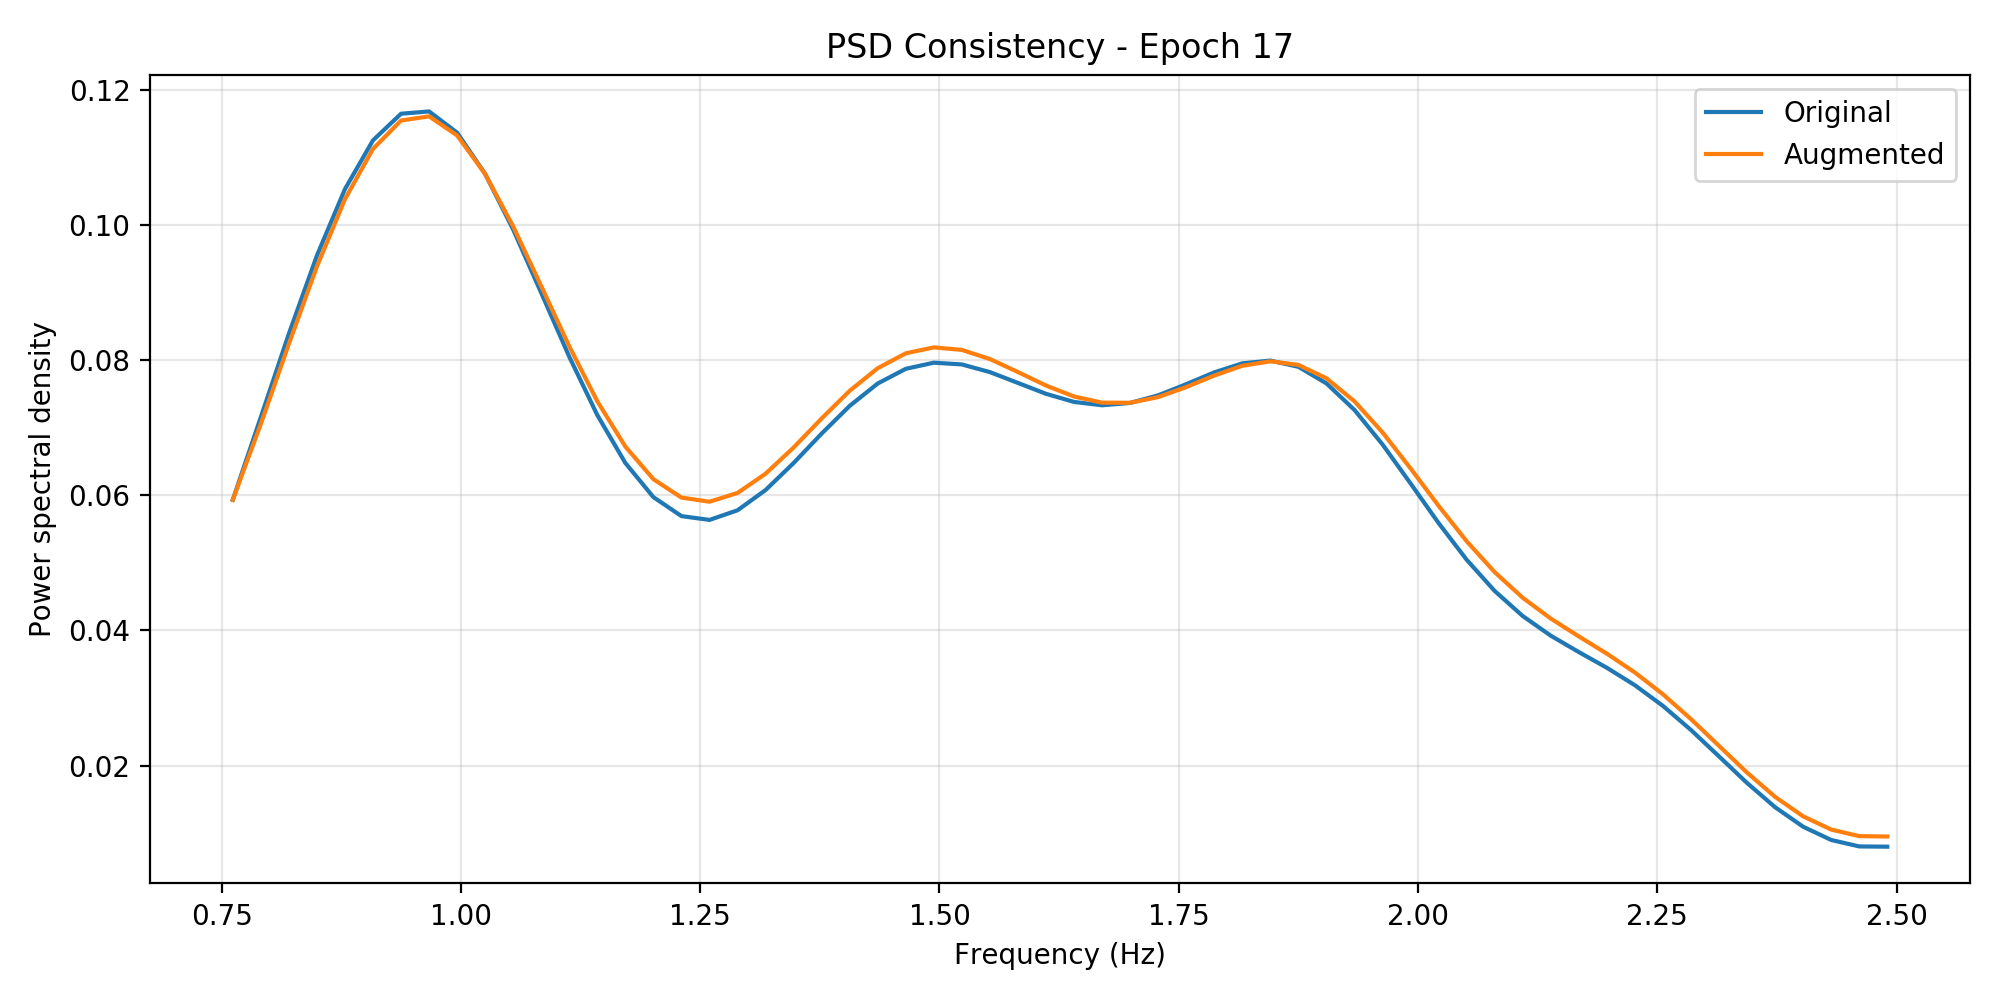 PSD Consistency - Epoch 17
Original
Augmented
Power spectral density
0.12
0.10
0.08
0.06
0.04
0.02
0.75 1.00 1.25 1.50 1.75 2.00 2.25 2.50
Frequency (Hz)